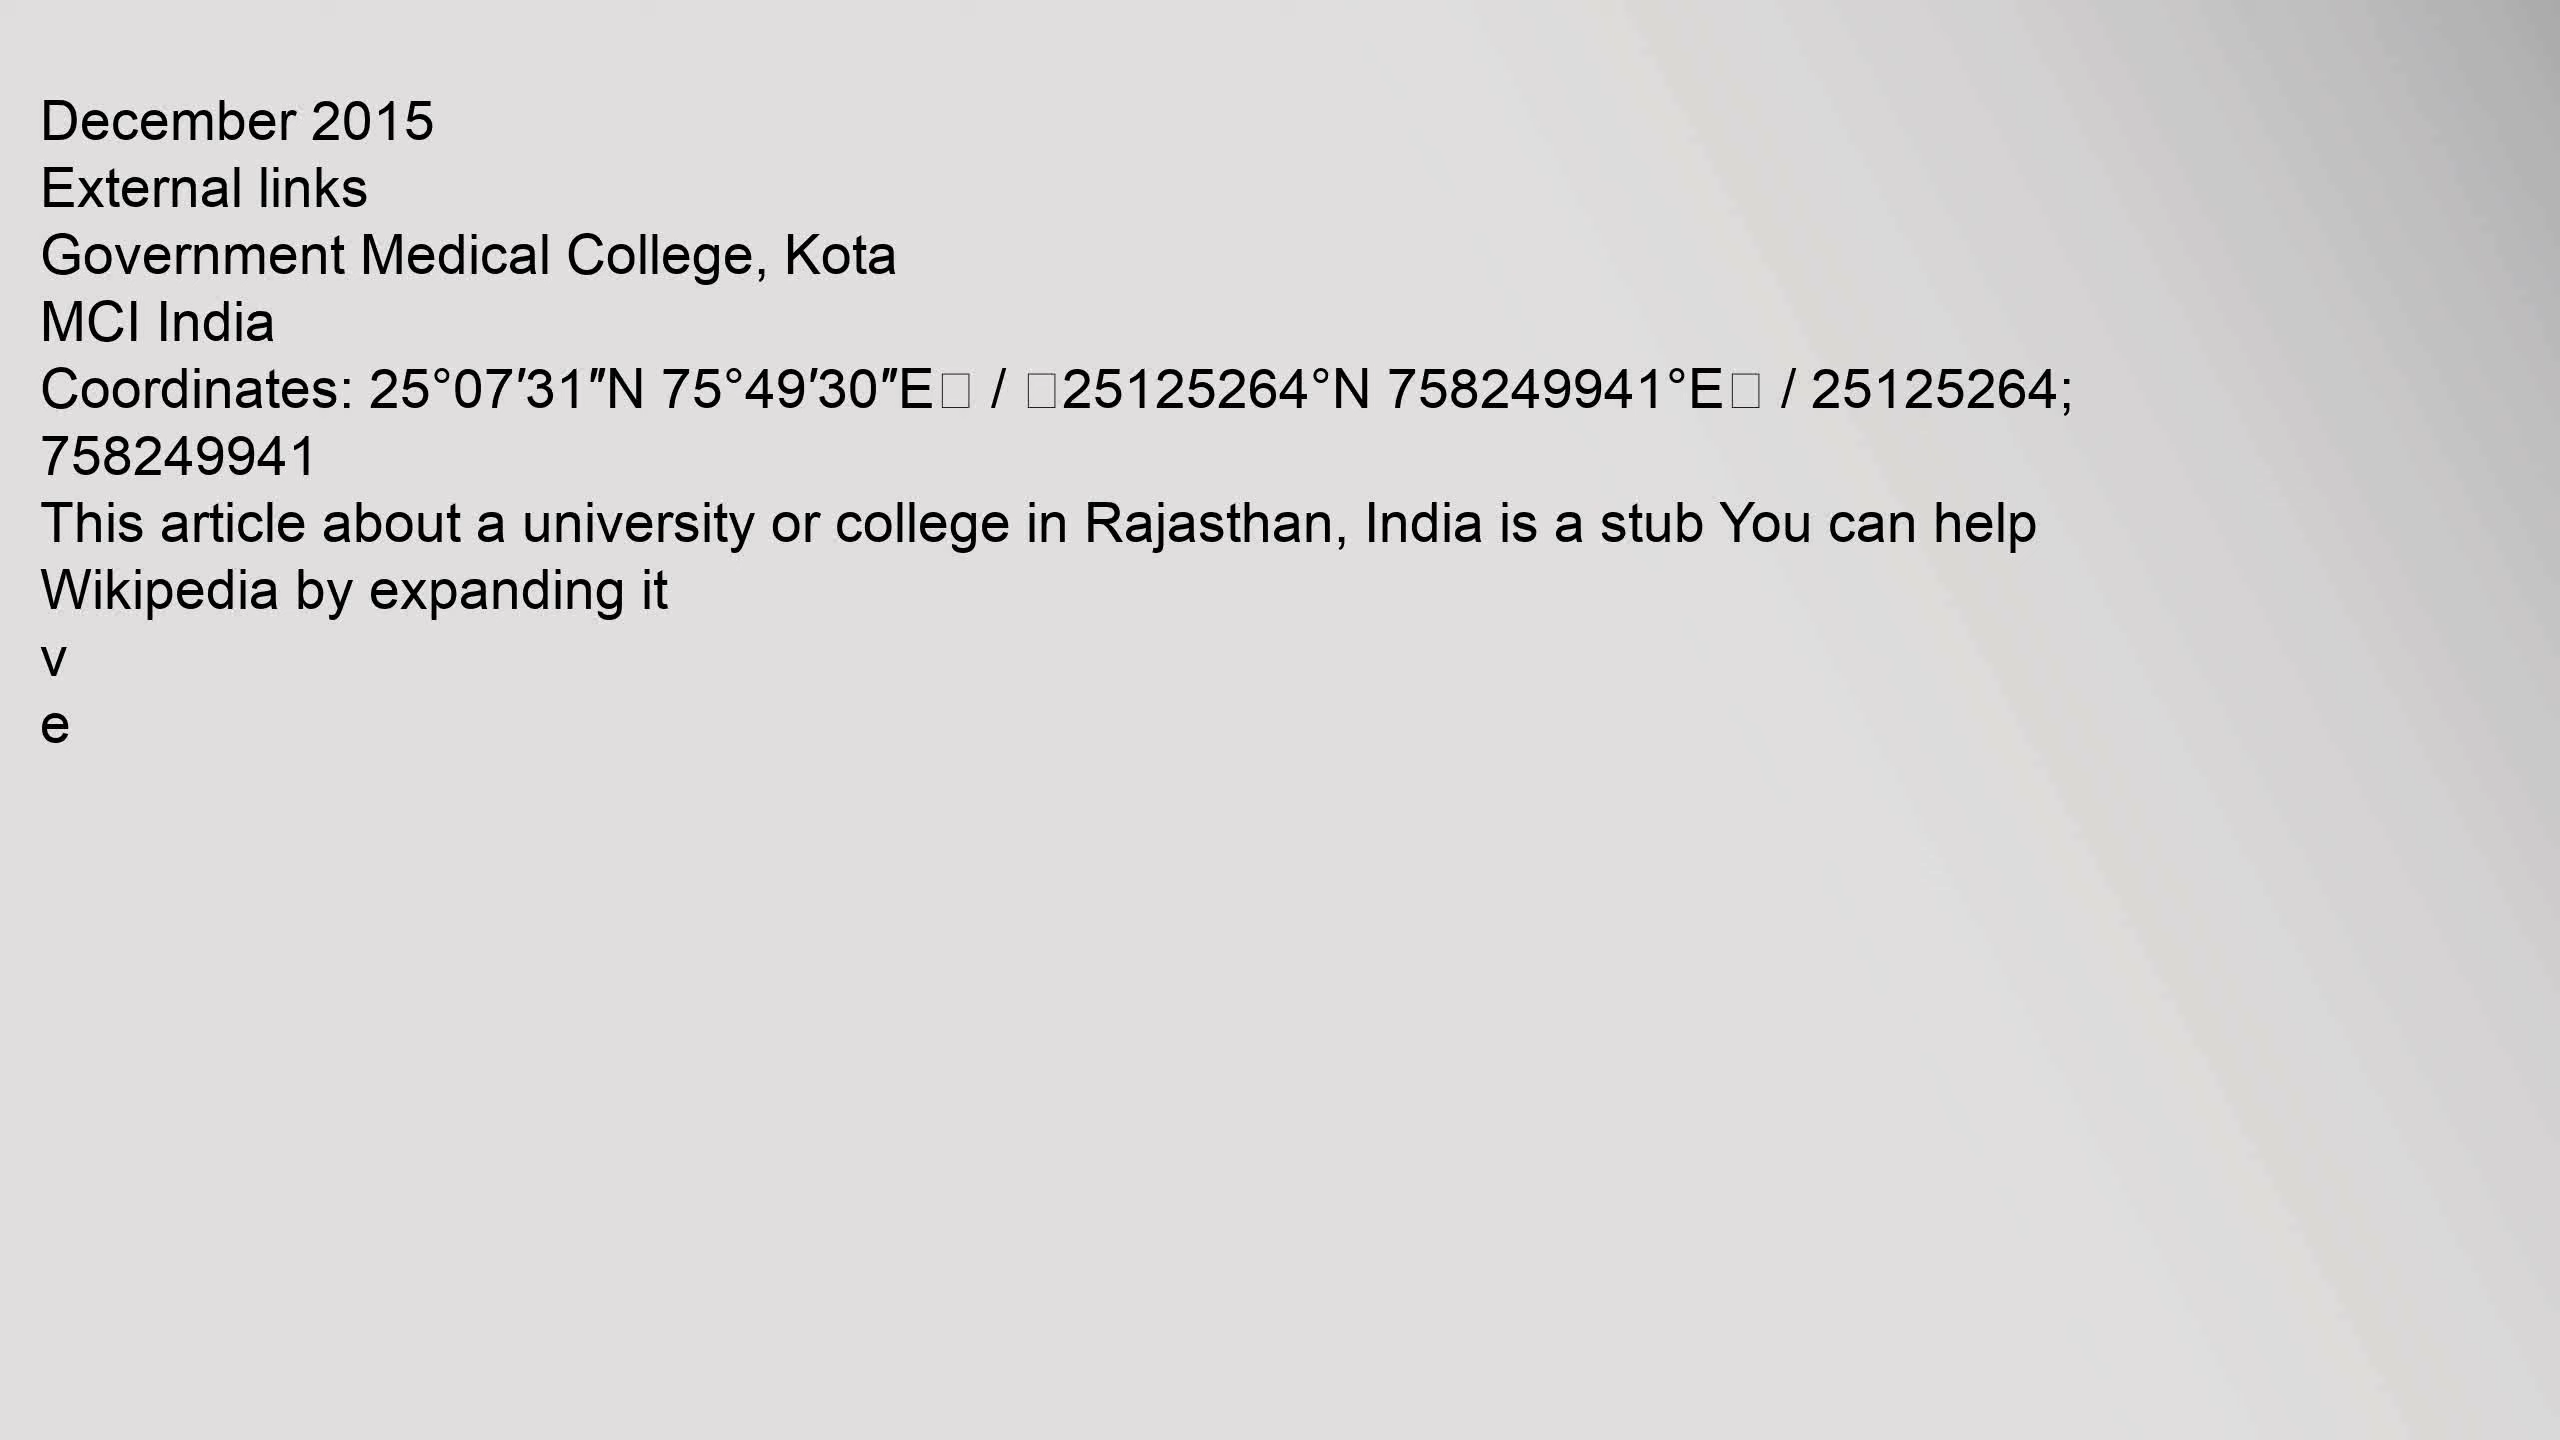 December 2015
External links
Government Medical College, Kota
MCI India
Coordinates: 25°07′31″N 75°49′30″E□ / □25125264°N 758249941°E□ / 25125264;
758249941
This article about a university or college in Rajasthan, India is a stub You can help
Wikipedia by expanding it
v
e